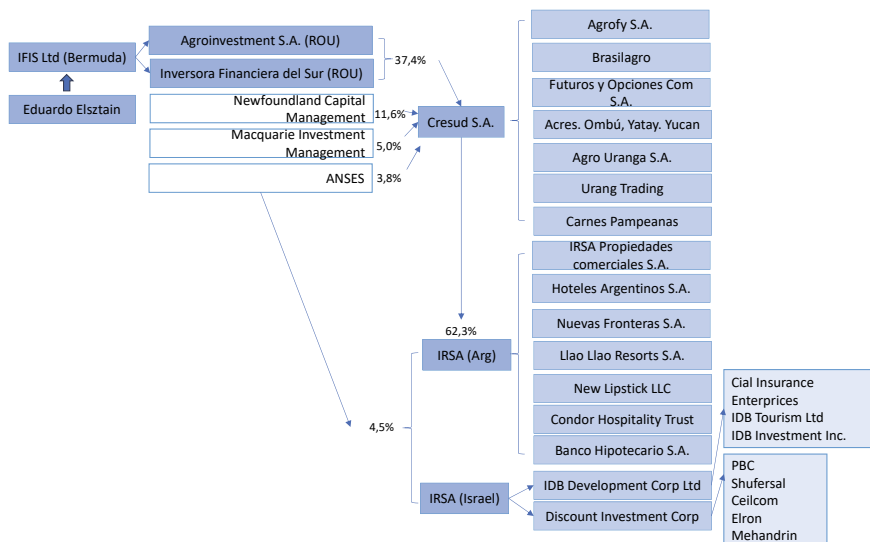 IFIS Ltd (Bermuda)
Eduardo Elsztain
Agroinvestment S.A. (ROU)
Inversora Financiera del Sur (ROU)
37,4%
Newfoundland Capital
Management
11,6%
Macquarie Investment
Management
5,0%
ANSES
3,8%
Cresud S.A.
Agrofy S.A.
Brasilagro
Futuros y Opciones Com
S.A.
Acres. Ombú, Yatay. Yucan
Agro Uranga S.A.
Urang Trading
Carnes Pampeanas
62,3%
IRSA (Arg)
4,5%
IRSA (Israel)
IRSA Propiedades
comerciales S.A.
Hoteles Argentinos S.A.
Nuevas Fronteras S.A.
Llao Llao Resorts S.A.
New Lipstick LLC
Condor Hospitality Trust
Banco Hipotecario S.A.
IDB Development Corp Ltd
Discount Investment Corp
Cial Insurance
Enterprices
IDB Tourism Ltd
IDB Investment Inc.
PBC
Shufersal
Ceilcom
Elron
Mehandrin